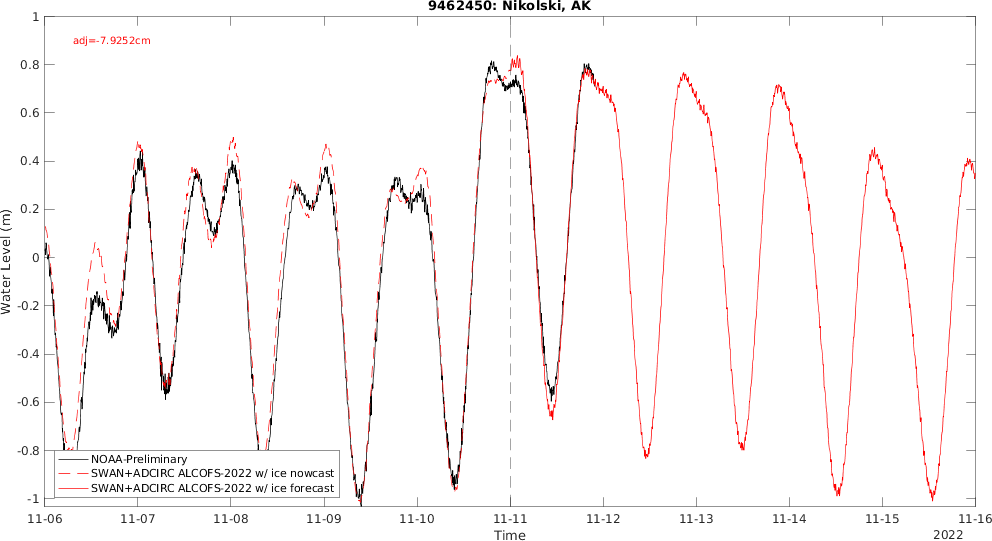 9462450: Nikolski, AK
adj=-7.9252cm
Water Level (m)
1
0.8
0.6
0.4
0.2
0
-0.2
-0.4
-0.6
-0.8
-1
NOAA-Preliminary
SWAN+ADCIRC ALCOFS-2022 w/ ice nowcast
SWAN+ADCIRC ALCOFS-2022 w/ ice forecast
11-06 11-07 11-08 11-09 11-10 11-11 11-12 11-13 11-14 11-15 11-16
Time
2022